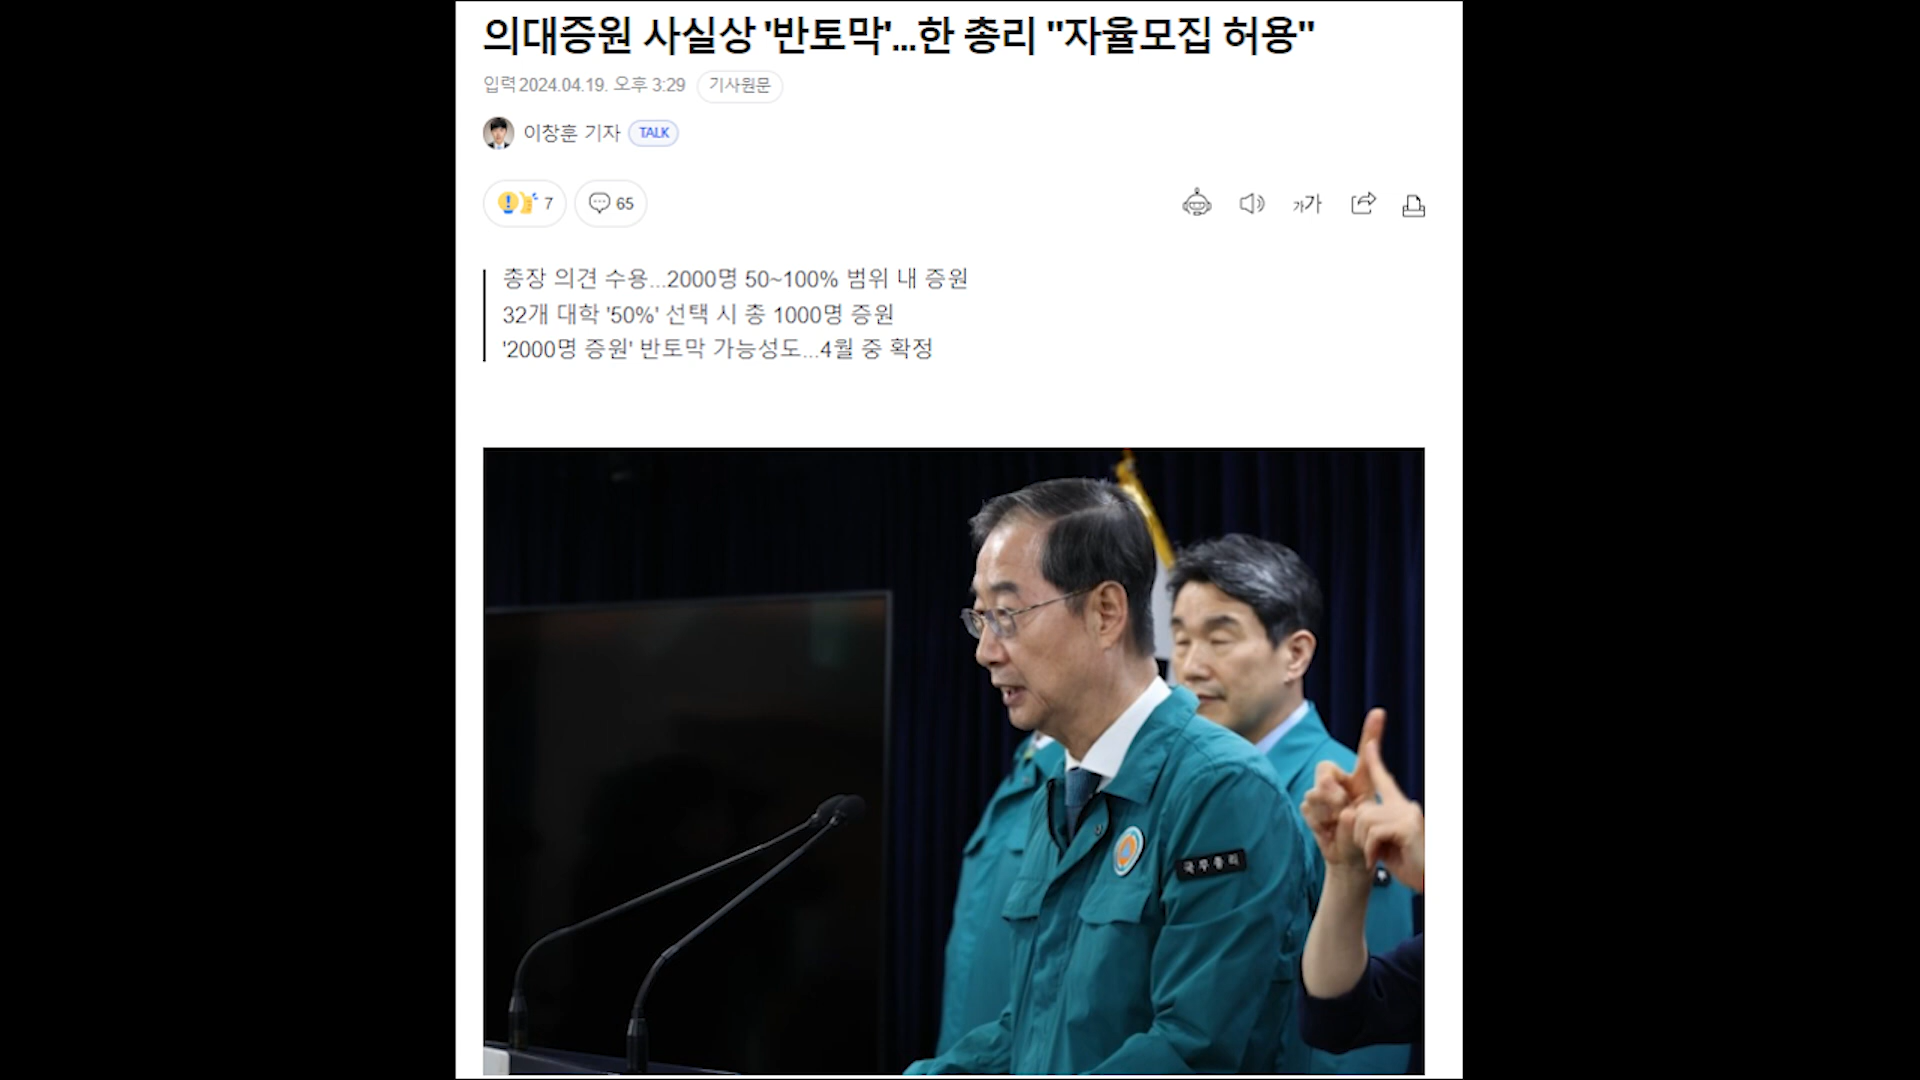 의대증원 사실상 '반토막'...한 총리 "자율모집 허용"
입력 2024.04.19. 오후 3:29 기사원문
이창훈 기자 TALK
7 65 가가
총장 의견 수용...2000명 50~100% 범위 내 증원
32개 대학 '50%' 선택 시 총 1000명 증원
'2000명 증원' 반토막 가능성도...4월 중 확정
국무총리